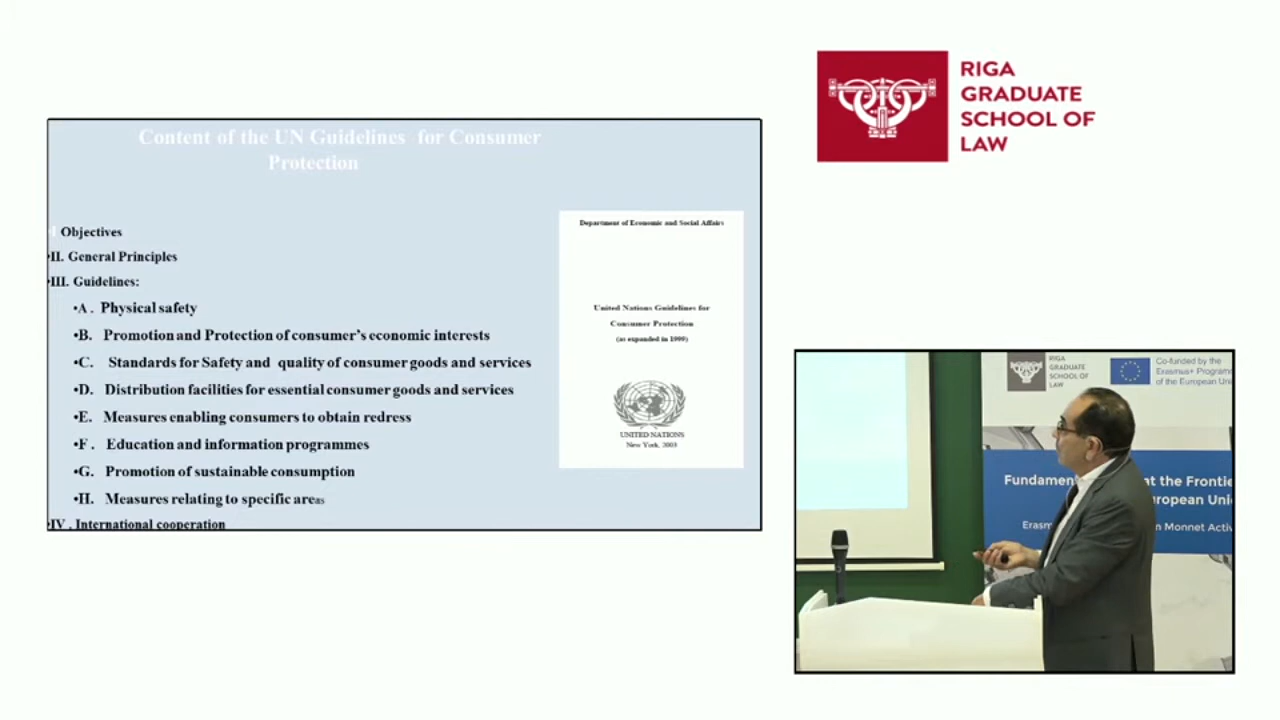 Content of the UN Guidelines for Consumer
Protection
I. Objectives
•II. General Principles
•III. Guidelines:
•A . Physical safety
•B. Promotion and Protection of consumer's economic interests
•C. Standards for Safety and quality of consumer goods and services
•D. Distribution facilities for essential consumer goods and services
•E. Measures enabling consumers to obtain redress
•F . Education and information programmes
•G. Promotion of sustainable consumption
•H. Measures relating to specific areas
•IV . International cooperation
Department of Economic and Social Affairs
United Nations Guidelines for
Consumer Protection
(as expanded in 1999)
UNITED NATIONS
New York, 2003
RIGA
GRADUATE
SCHOOL OF
LAW
RIGA
GRADUATE
SCHOOL OF
LAW
Co-funded by the
Erasmus+ Programm
of the European Uni
Fundamen at the Frontie
uropean Unio
Erasm n Monnet Activ